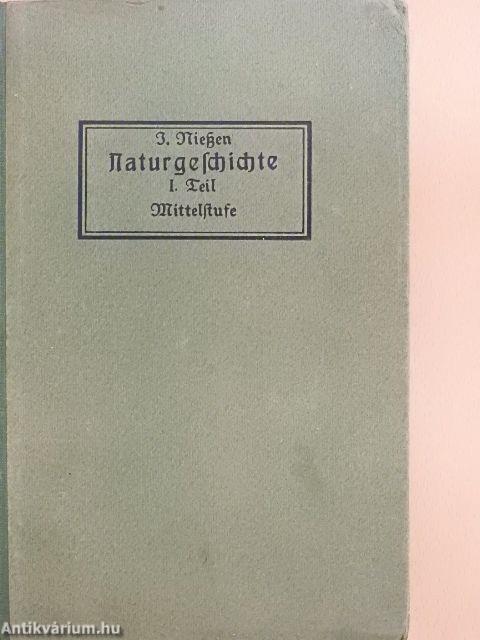 J. Nießen
Naturgeschichte
I. Teil
Mittelstufe
Antikvárium.hu